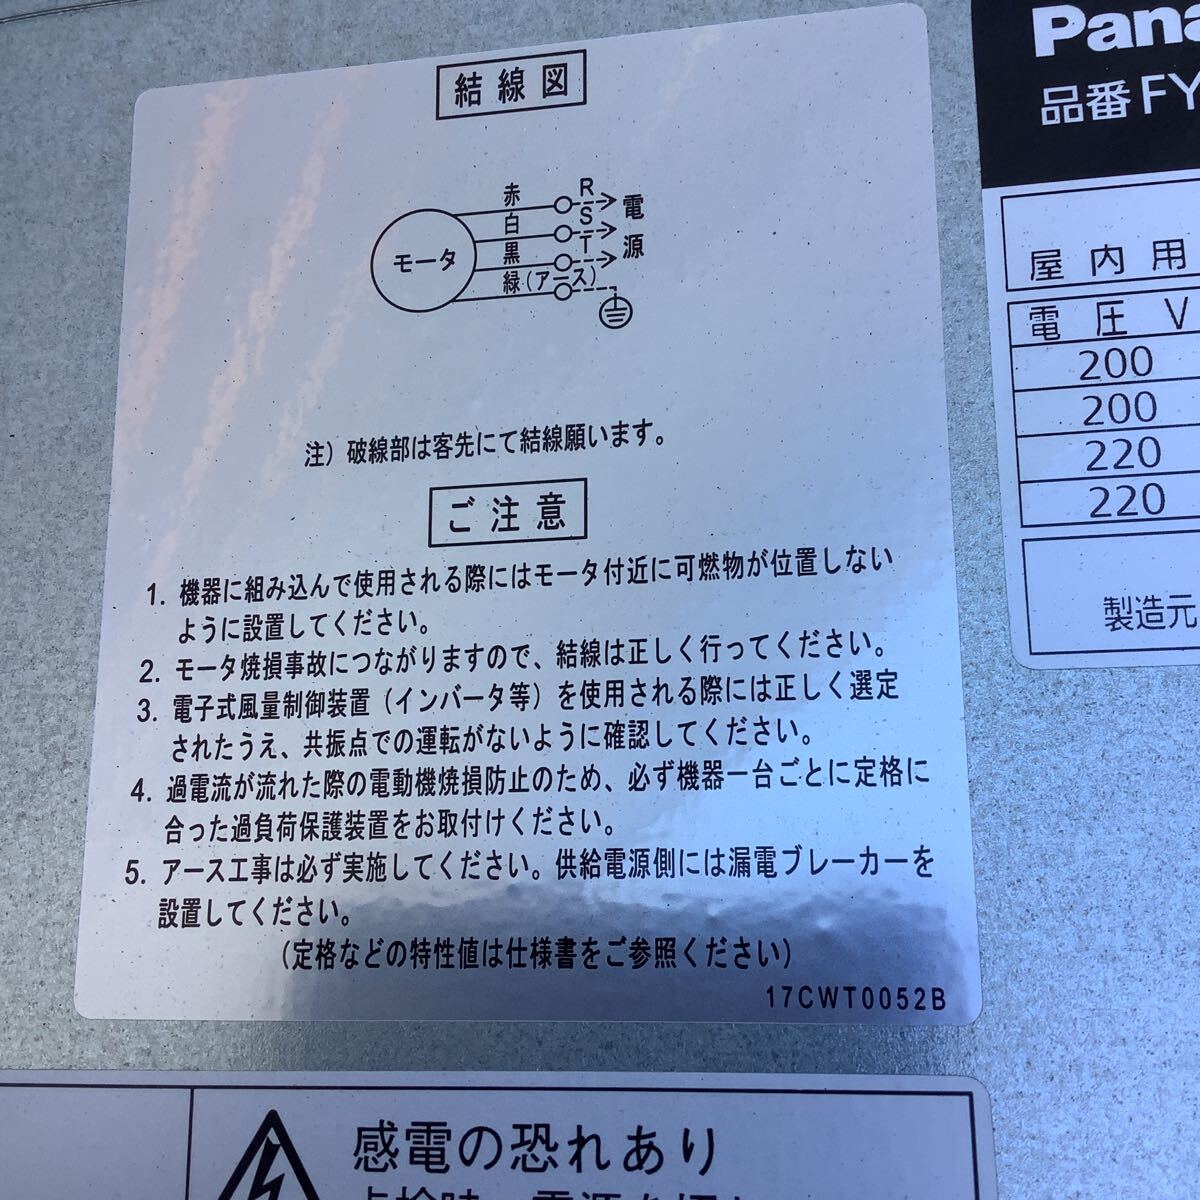 結線図
赤 R
白 S
黒 T
緑(アース)
モータ
電源
注）破線部は客先にて結線願います。
ご注意
1. 機器に組み込んで使用される際にはモータ付近に可燃物が位置しない
ように設置してください。
2. モータ焼損事故につながりますので、結線は正しく行ってください。
3. 電子式風量制御装置（インバータ等）を使用される際には正しく選定
されたうえ、共振点での運転がないように確認してください。
4. 過電流が流れた際の電動機焼損防止のため、必ず機器一台ごとに定格に
合った過負荷保護装置をお取付けください。
5. アース工事は必ず実施してください。供給電源側には漏電ブレーカーを
設置してください。
（定格などの特性値は仕様書をご参照ください）
17CWT0052B
Pana
品番 FY
屋内用
電圧 V
200
200
220
220
製造元
感電の恐れあり